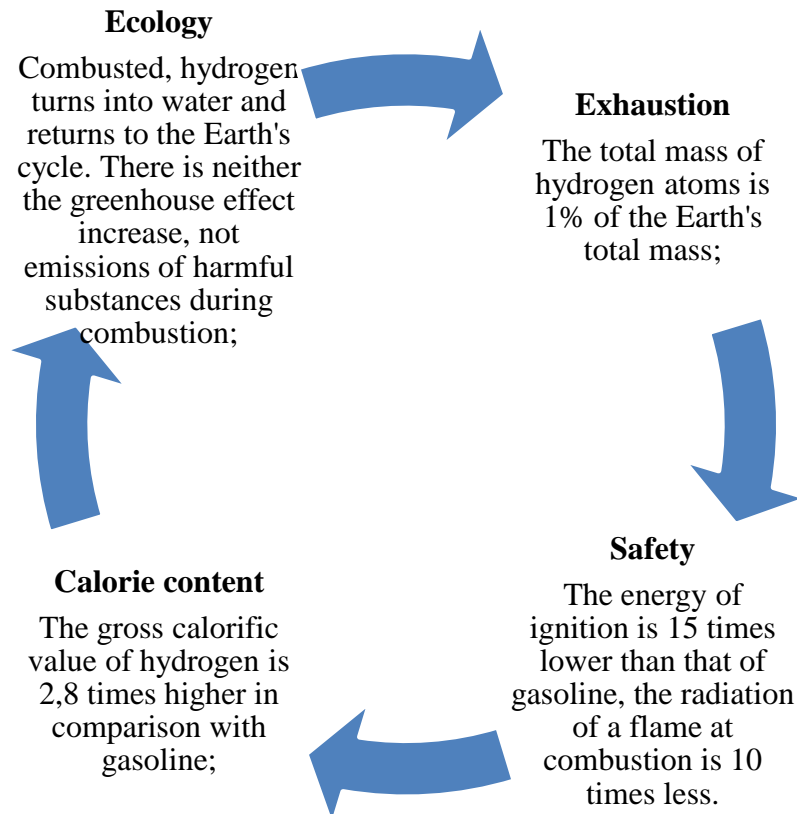 Ecology
Combusted, hydrogen
turns into water and
returns to the Earth's
cycle. There is neither
the greenhouse effect
increase, not
emissions of harmful
substances during
combustion;
Exhaustion
The total mass of
hydrogen atoms is
1% of the Earth's
total mass;
Safety
The energy of
ignition is 15 times
lower than that of
gasoline, the radiation
of a flame at
combustion is 10
times less.
Calorie content
The gross calorific
value of hydrogen is
2,8 times higher in
comparison with
gasoline;